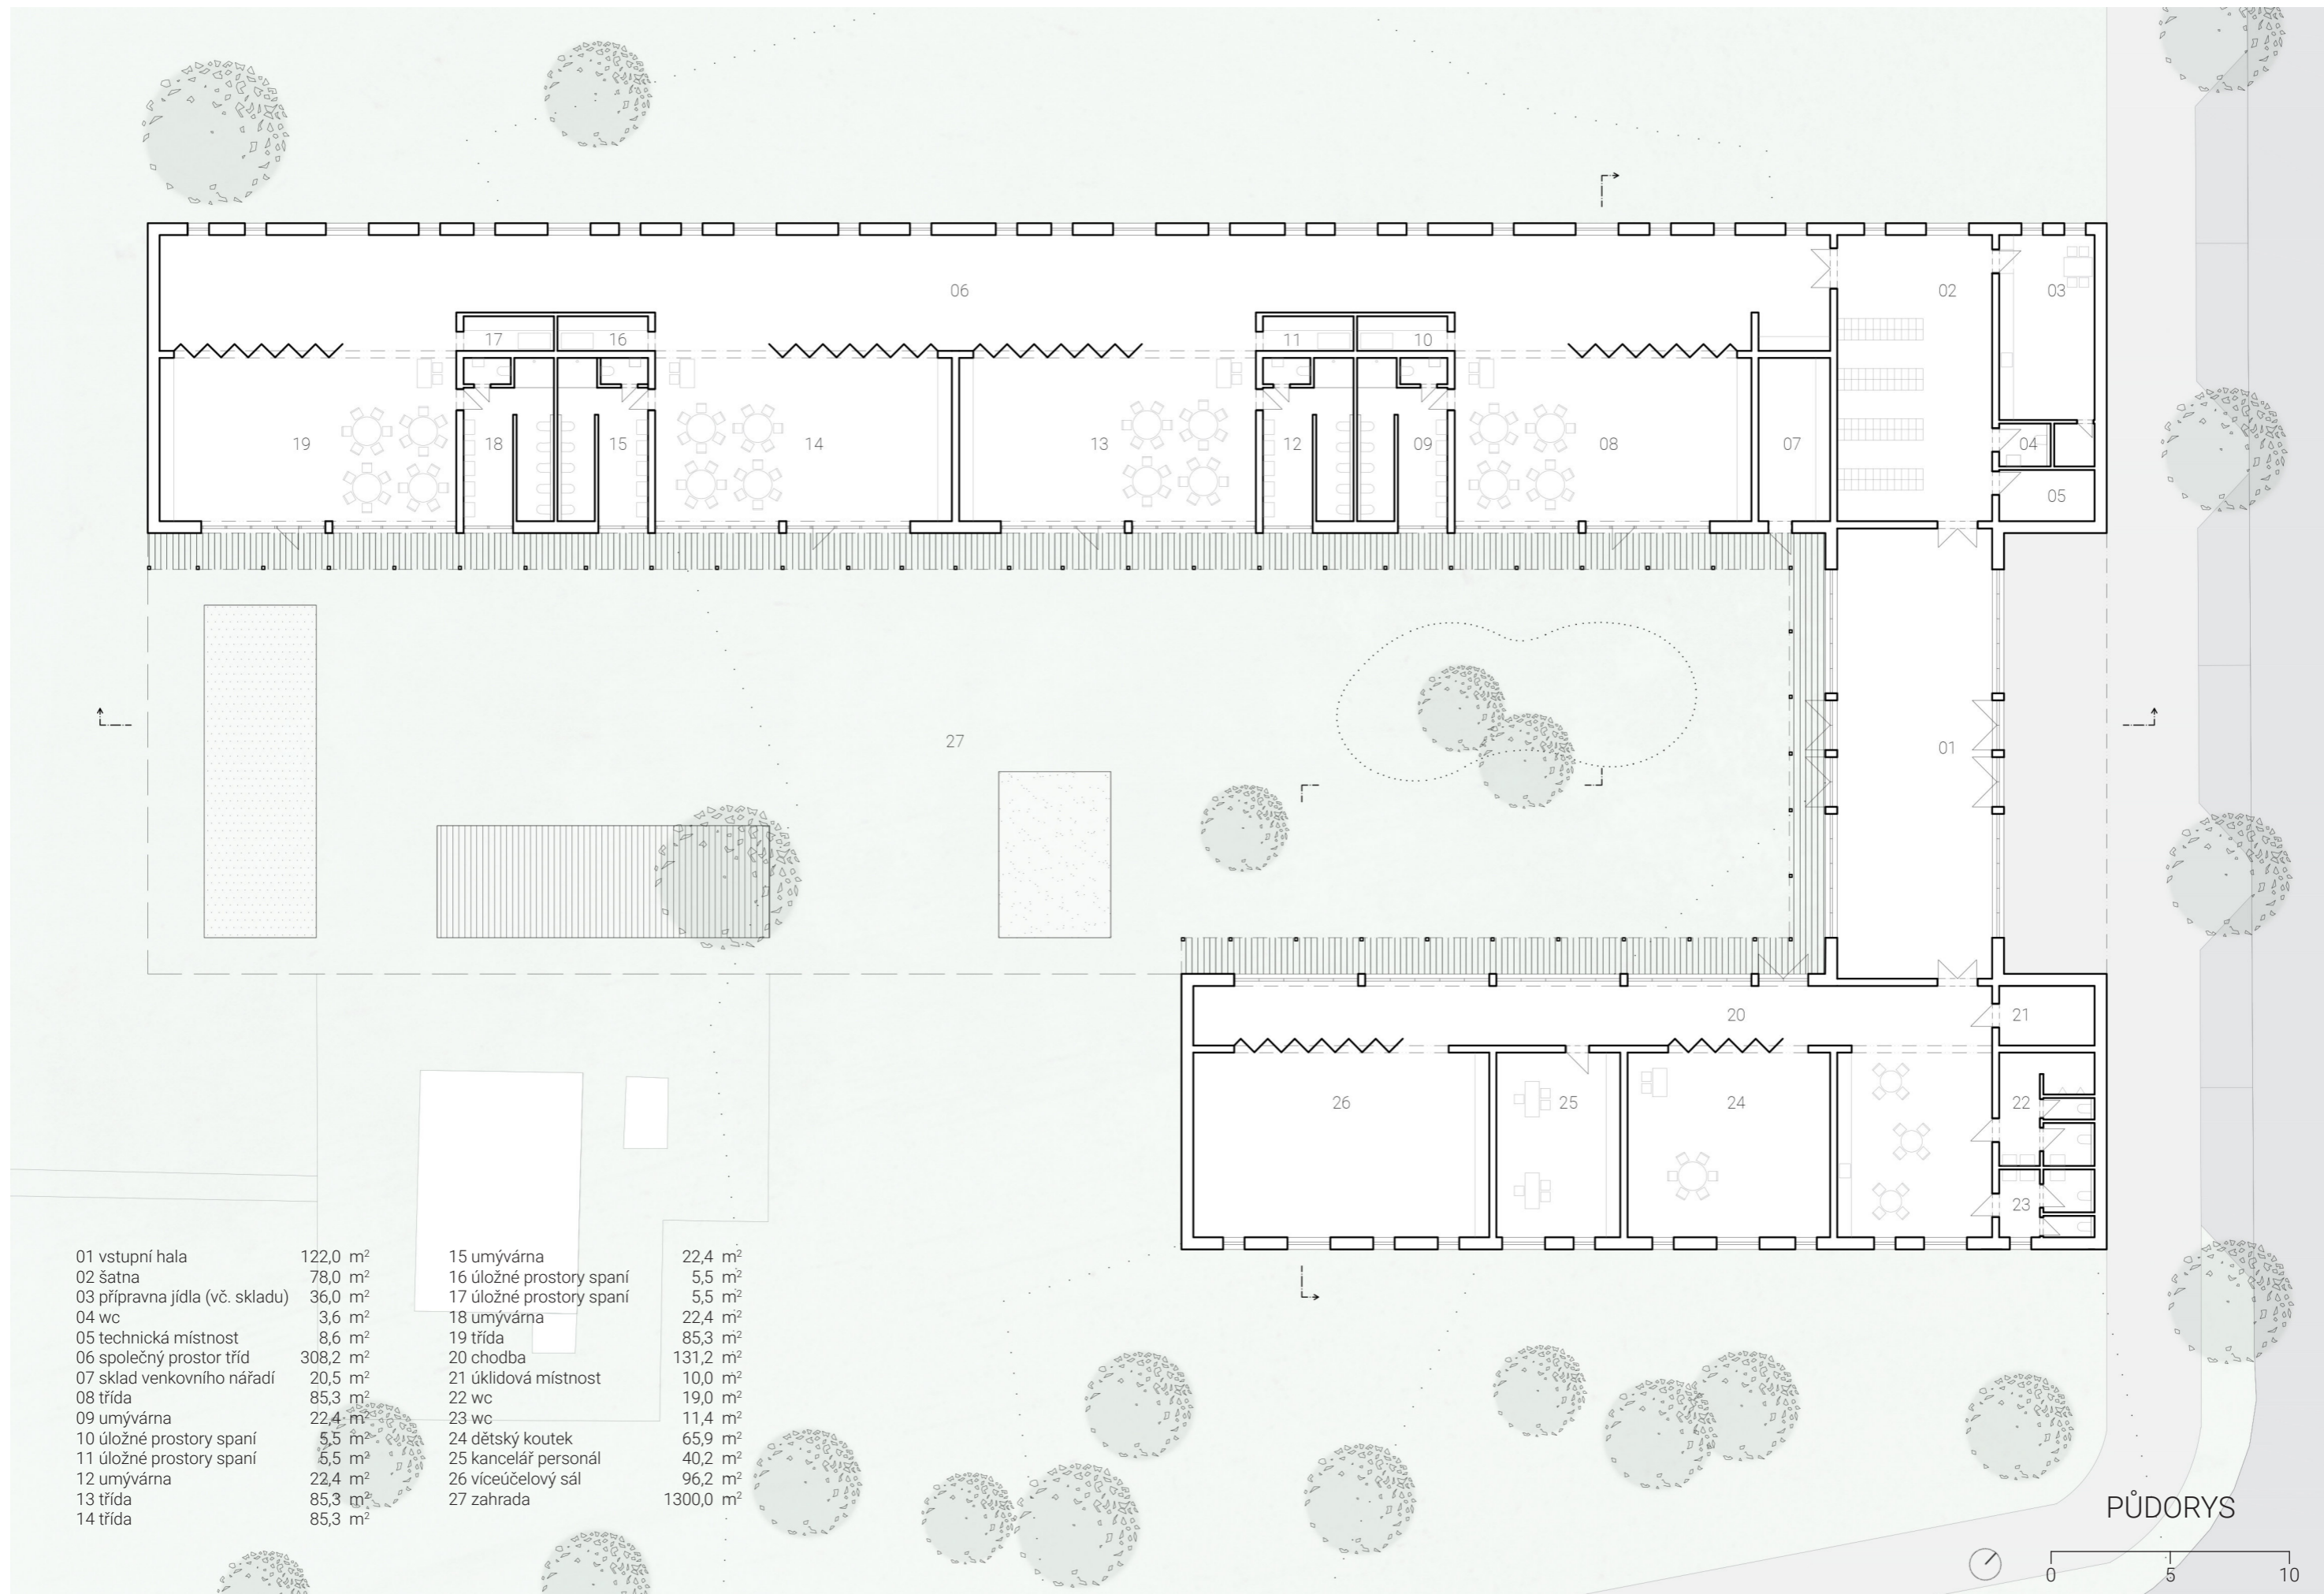 06
02
03
17
16
11
10
19
18
15
14
13
12
09
08
07
04
05
27
01
20
21
26
25
24
22
23
01 vstupní hala 122,0 m²
02 šatna 78,0 m²
03 přípravna jídla (vč. skladu) 36,0 m²
04 wc 3,6 m²
05 technická místnost 8,6 m²
06 společný prostor tříd 308,2 m²
07 sklad venkovního nářadí 20,5 m²
08 třída 85,3 m²
09 umývárna 22,4 m²
10 úložné prostory spaní 5,5 m²
11 úložné prostory spaní 5,5 m²
12 umývárna 22,4 m²
13 třída 85,3 m²
14 třída 85,3 m²
15 umývárna 22,4 m²
16 úložné prostory spaní 5,5 m²
17 úložné prostory spaní 5,5 m²
18 umývárna 22,4 m²
19 třída 85,3 m²
20 chodba 131,2 m²
21 úklidová místnost 10,0 m²
22 wc 19,0 m²
23 wc 11,4 m²
24 dětský koutek 65,9 m²
25 kancelář personál 40,2 m²
26 víceúčelový sál 96,2 m²
27 zahrada 1300,0 m²
PŮDORYS
0 5 10